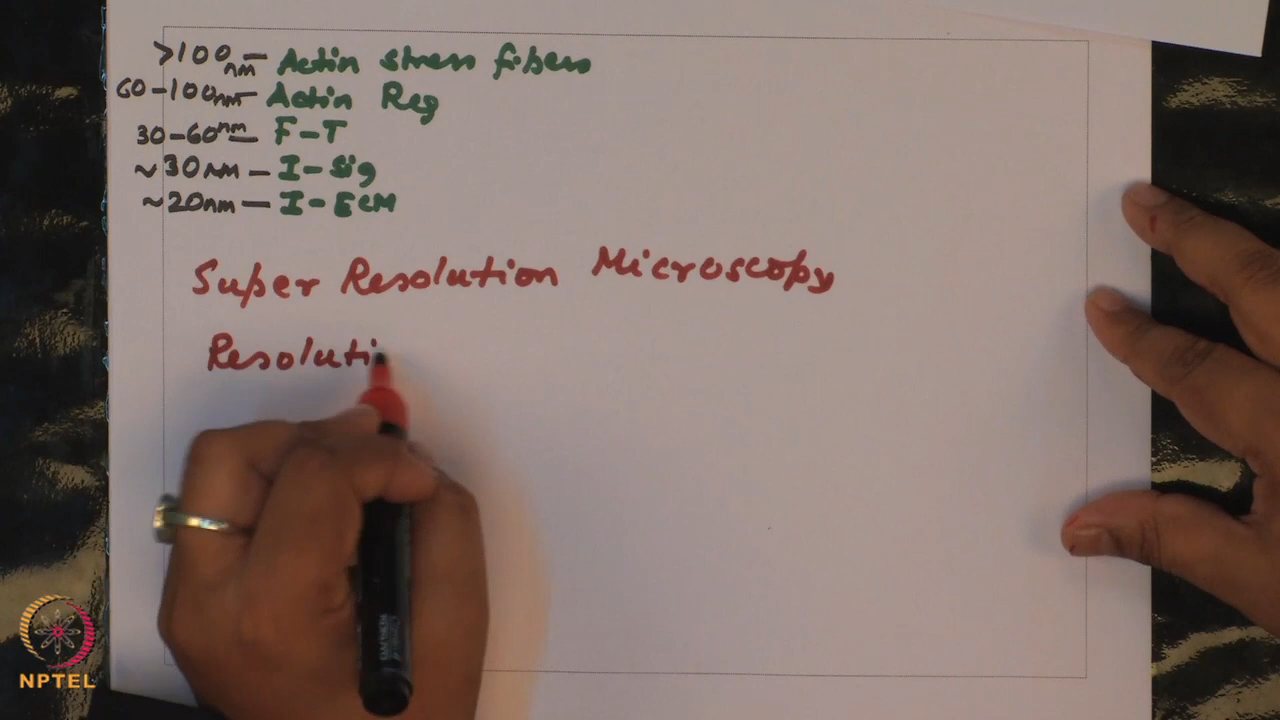 >100nm — Actin stress fibers
60-100nm — Actin Reg
30-60nm — F-T
~30nm — I-Sig
~20nm — I-ECM
Super Resolution Microscopy
Resoluti
NPTEL